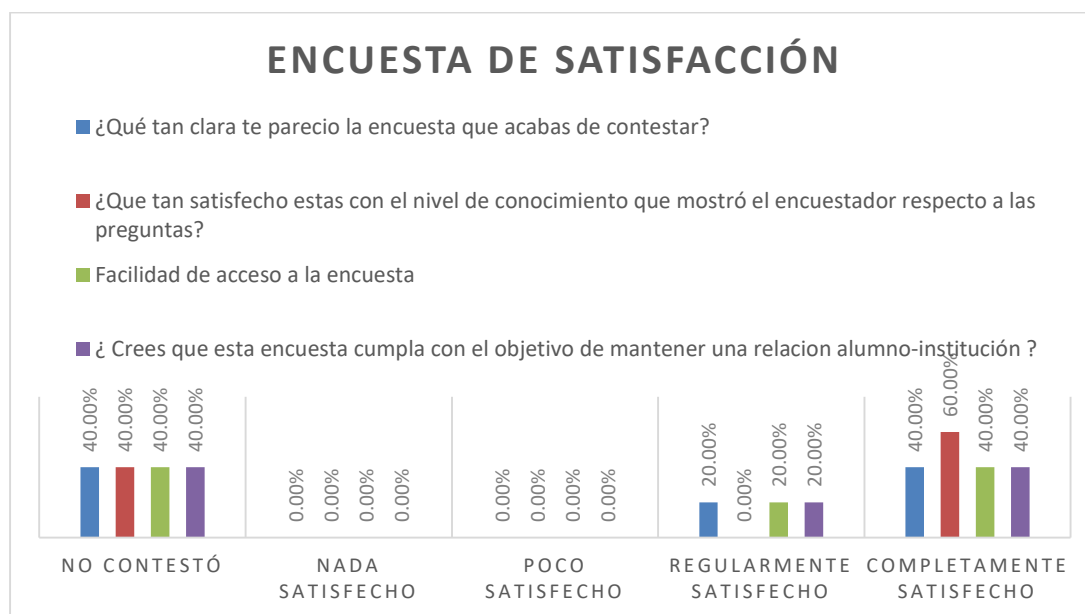 ENCUESTA DE SATISFACCIÓN
¿Qué tan clara te parecio la encuesta que acabas de contestar?
¿Que tan satisfecho estas con el nivel de conocimiento que mostró el encuestador respecto a las
preguntas?
Facilidad de acceso a la encuesta
¿ Crees que esta encuesta cumpla con el objetivo de mantener una relacion alumno-institución ?
40.00% 40.00% 40.00% 40.00%
0.00% 0.00% 0.00% 0.00%
0.00% 0.00% 0.00% 0.00%
20.00% 0.00% 20.00% 20.00%
40.00% 60.00% 40.00% 40.00%
NO CONTESTÓ
NADA
SATISFECHO
POCO
SATISFECHO
REGULARMENTE
SATISFECHO
COMPLETAMENTE
SATISFECHO